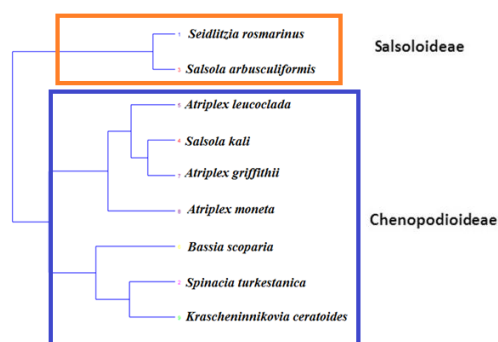 Seidlitzia rosmarinus
Salsola arbusculiformis
Salsoloideae
Atriplex leucoclada
Salsola kali
Atriplex griffithii
Atriplex moneta
Chenopodioideae
Bassia scoparia
Spinacia turkestanica
Krascheninnikovia ceratoides